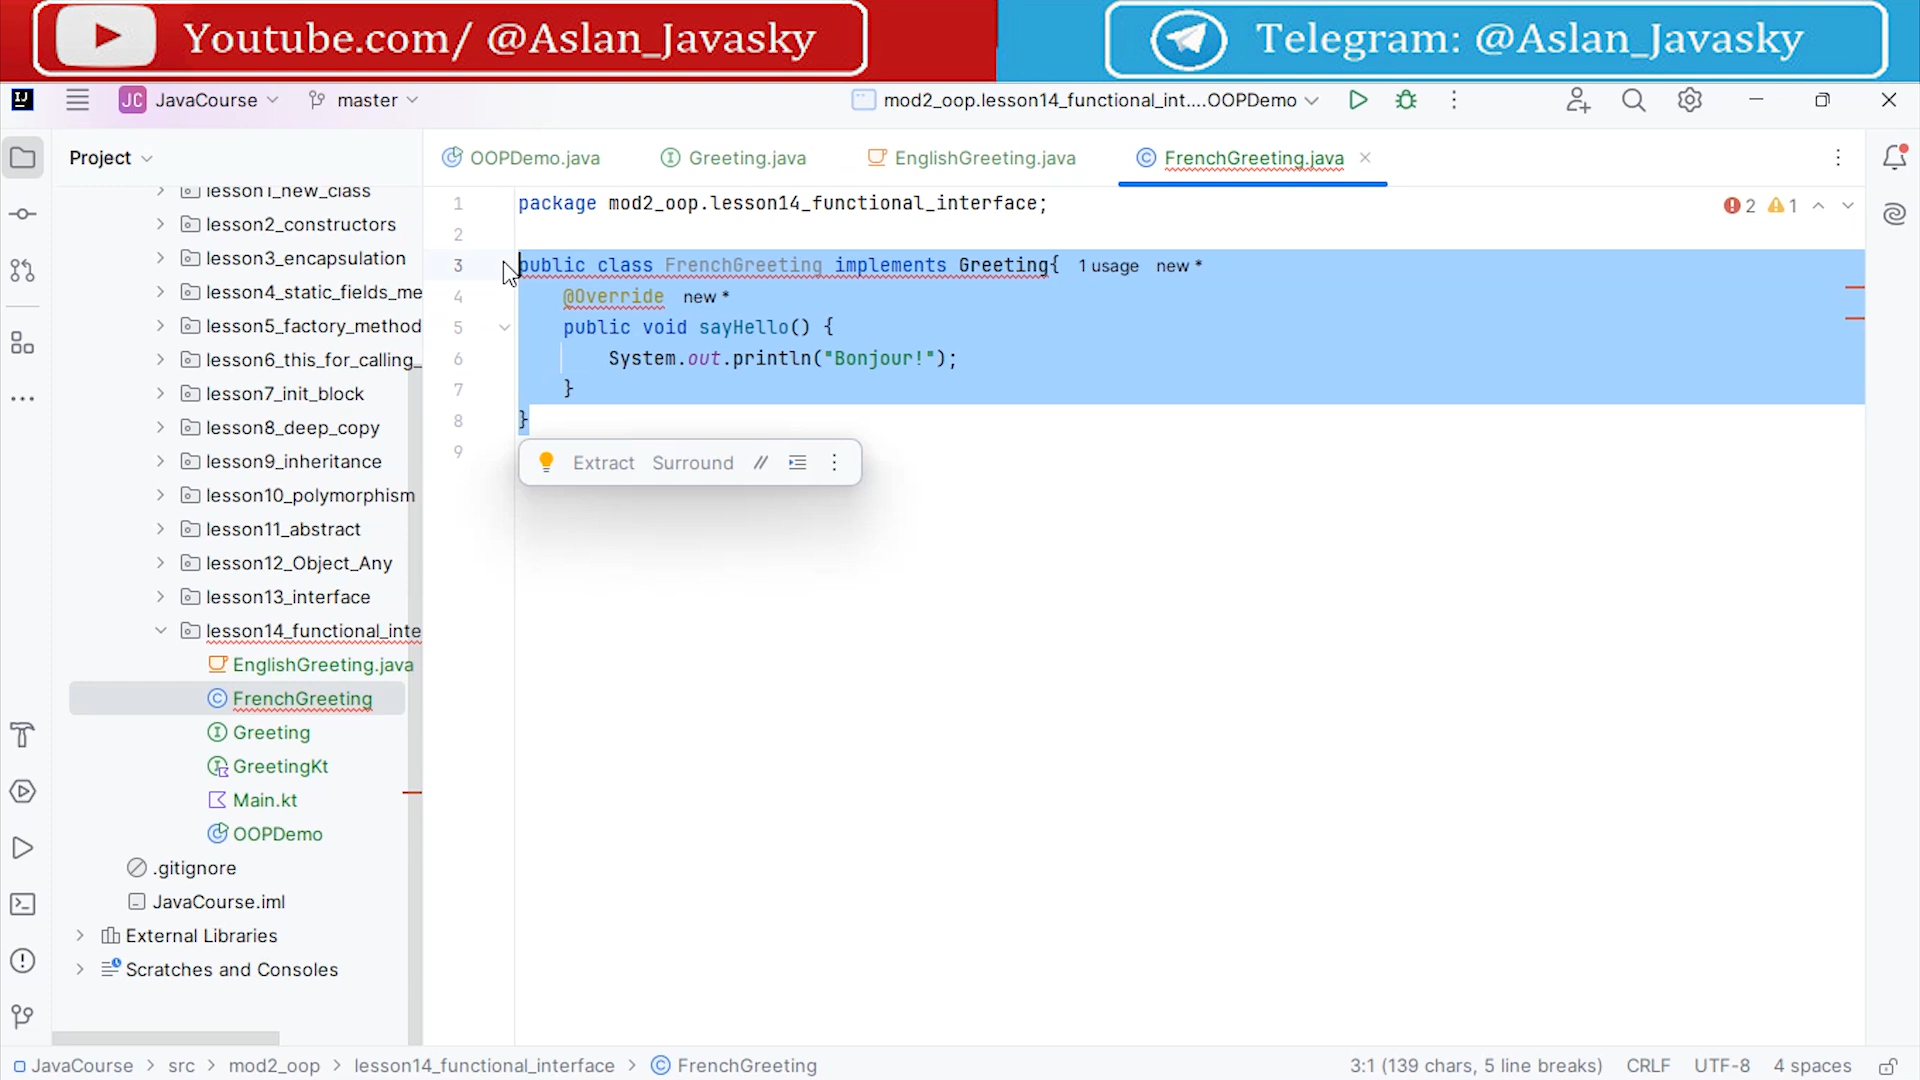 Youtube.com/ @Aslan_Javasky
Telegram: @Aslan_Javasky
JC JavaCourse master mod2_oop.lesson14_functional_int....OOPDemo
Project
OOPDemo.java Greeting.java EnglishGreeting.java FrenchGreeting.java
lesson1_new_class
lesson2_constructors
lesson3_encapsulation
lesson4_static_fields_me
lesson5_factory_method
lesson6_this_for_calling_
lesson7_init_block
lesson8_deep_copy
lesson9_inheritance
lesson10_polymorphism
lesson11_abstract
lesson12_Object_Any
lesson13_interface
lesson14_functional_inte
EnglishGreeting.java
FrenchGreeting
Greeting
GreetingKt
Main.kt
OOPDemo
.gitignore
JavaCourse.iml
External Libraries
Scratches and Consoles
1 package mod2_oop.lesson14_functional_interface;
2 1
2
3 public class FrenchGreeting implements Greeting{ 1 usage new *
4 @Override new *
5 public void sayHello() {
6 System.out.println("Bonjour!");
7 }
8 }
9
Extract Surround //
JavaCourse > src > mod2_oop > lesson14_functional_interface > FrenchGreeting
3:1 (139 chars, 5 line breaks) CRLF UTF-8 4 spaces